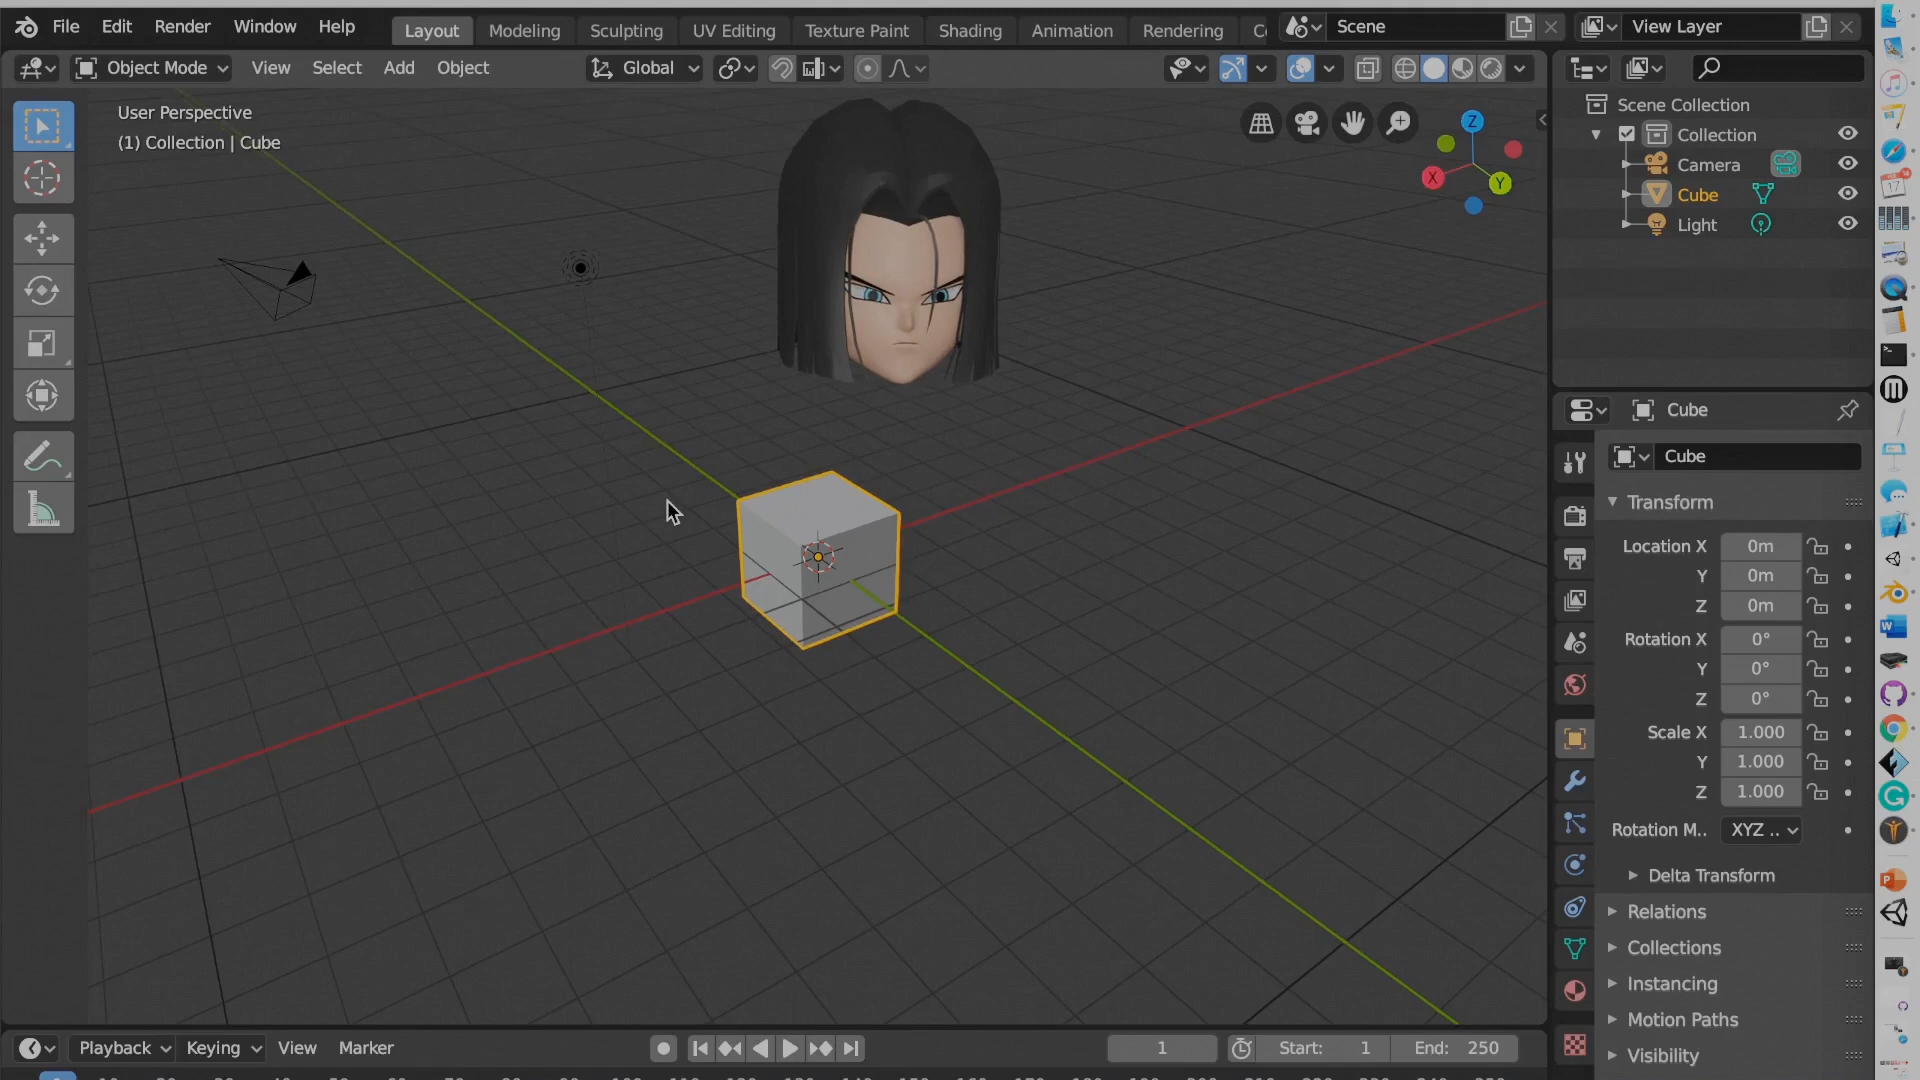 File Edit Render Window Help Layout Modeling Sculpting UV Editing Texture Paint Shading Animation Rendering Scene View Layer
Object Mode View Select Add Object Global
User Perspective
(1) Collection | Cube
Z
X
Y
Scene Collection
Collection
Camera
Cube
Light
17
Cube
Cube
Transform
Location X 0m
Y 0m
Z 0m
Rotation X 0°
Y 0°
Z 0°
Scale X 1.000
Y 1.000
Z 1.000
Rotation M.. XYZ ..
Delta Transform
Relations
Collections
Instancing
Motion Paths
Visibility
Playback Keying View Marker 1 Start: 1 End: 250